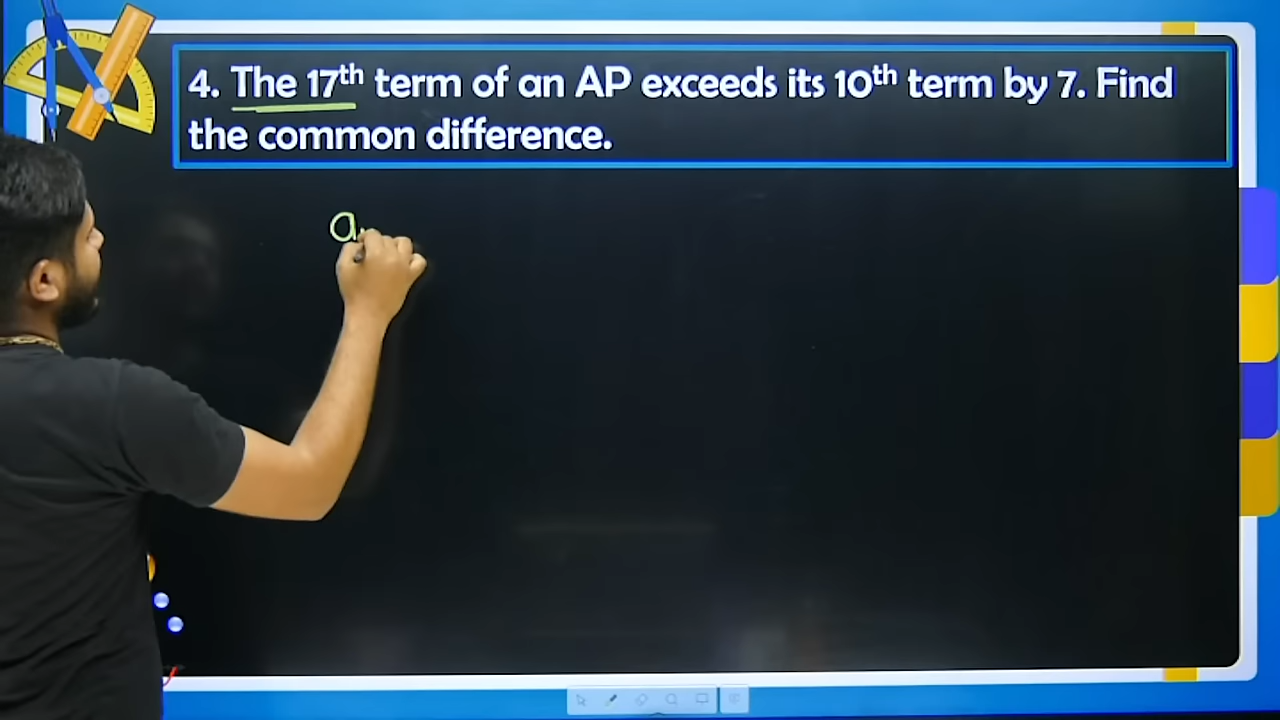 4. The 17th term of an AP exceeds its 10th term by 7. Find
the common difference.
a